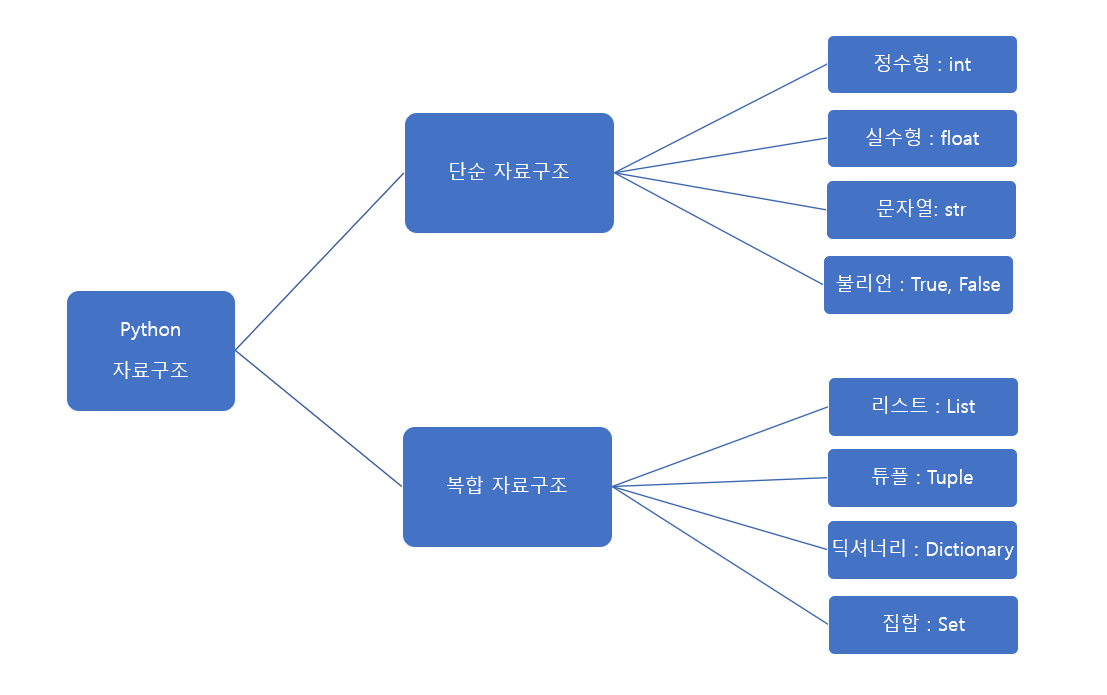 Python
자료구조
단순 자료구조
정수형 : int
실수형 : float
문자열: str
불리언 : True, False
복합 자료구조
리스트 : List
튜플 : Tuple
딕셔너리 : Dictionary
집합 : Set